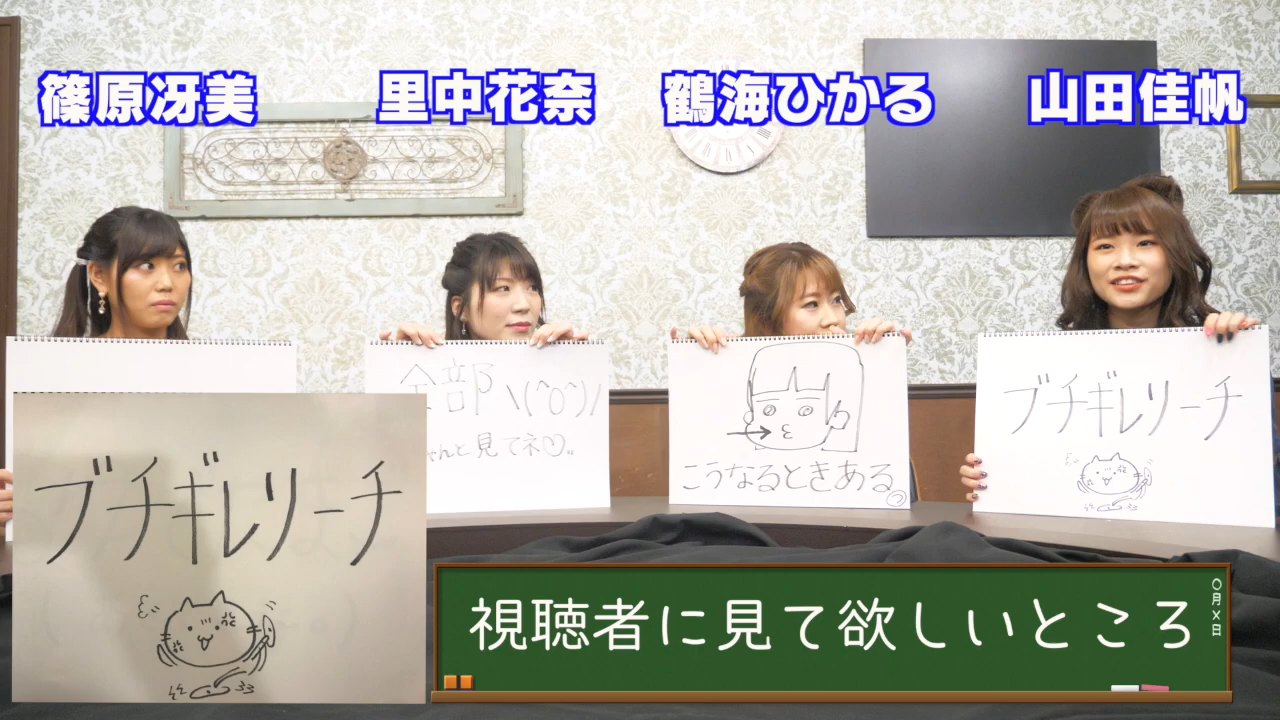 篠原冴美
里中花奈
鶴海ひかる
山田佳帆
全部\(^o^)/
ちゃんと見てネ♡。
こうなるときある。
ブチギレリーチ
ブチギレリーチ
視聴者に見て欲しいところ
〇月×日